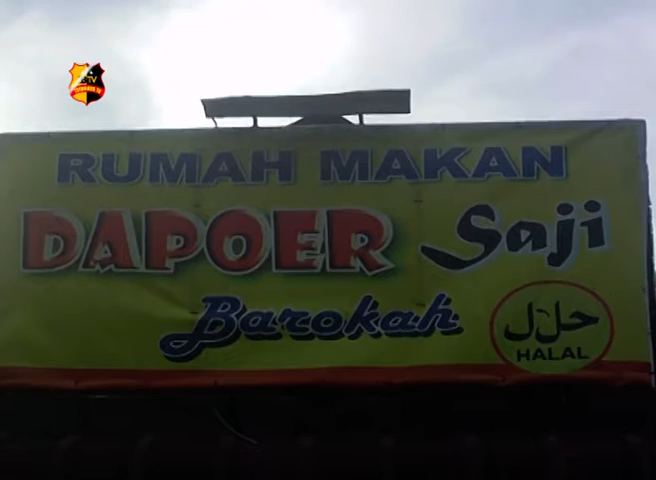 RUMAH MAKAN
DAPOER Saji
Barokah
حلال
HALAL